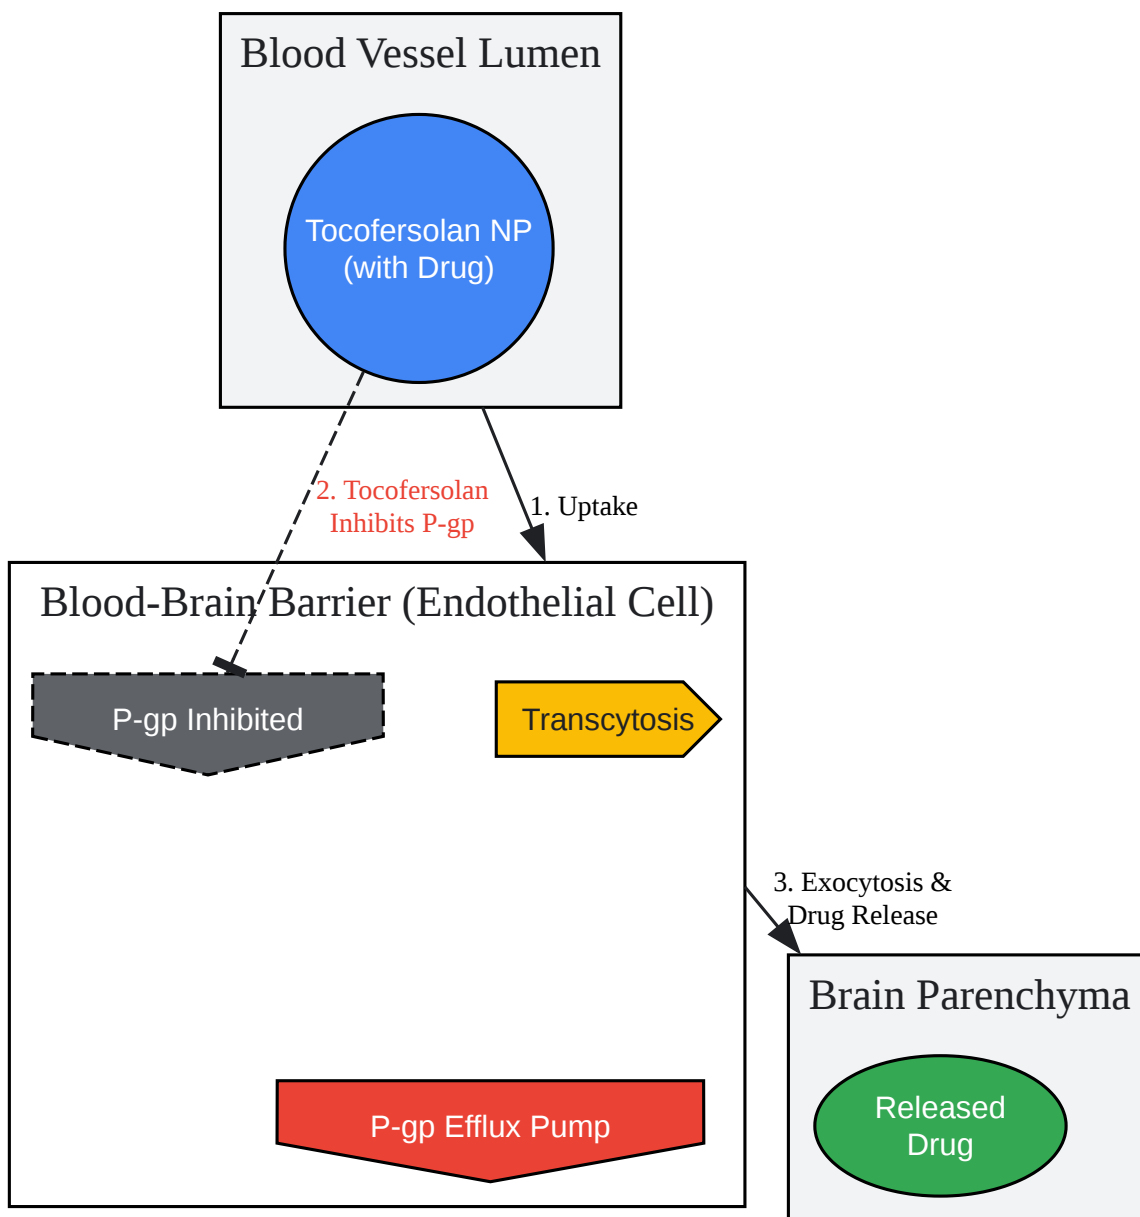 Blood Vessel Lumen
Tocofersolan NP
(with Drug)
2. Tocofersolan
Inhibits P-gp
1. Uptake
Blood-Brain Barrier (Endothelial Cell)
P-gp Inhibited
Transcytosis
3. Exocytosis &
Drug Release
Brain Parenchyma
P-gp Efflux Pump
Released
Drug